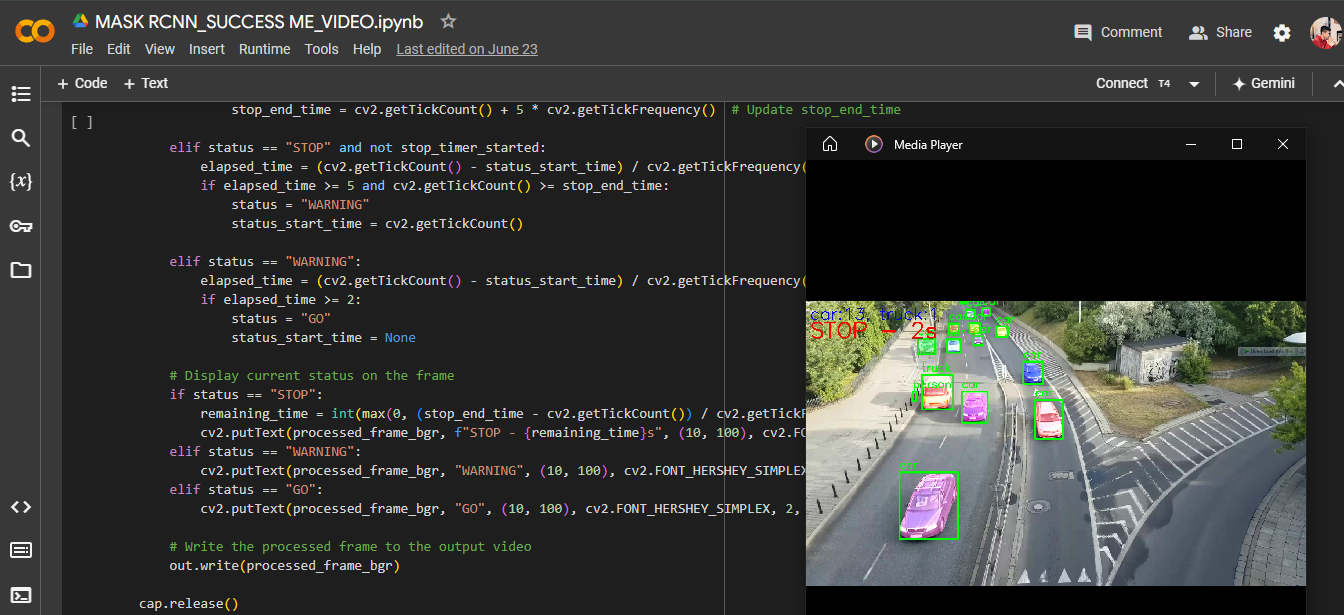 MASK RCNN_SUCCESS ME_VIDEO.ipynb
File Edit View Insert Runtime Tools Help Last edited on June 23
Comment Share
+ Code + Text
Connect T4 Gemini
[ ]
stop_end_time = cv2.getTickCount() + 5 * cv2.getTickFrequency() # Update stop_end_time
elif status == "STOP" and not stop_timer_started:
elapsed_time = (cv2.getTickCount() - status_start_time) / cv2.getTickFrequency(
if elapsed_time >= 5 and cv2.getTickCount() >= stop_end_time:
status = "WARNING"
status_start_time = cv2.getTickCount()
elif status == "WARNING":
elapsed_time = (cv2.getTickCount() - status_start_time) / cv2.getTickFrequency(
if elapsed_time >= 2:
status = "GO"
status_start_time = None
# Display current status on the frame
if status == "STOP":
remaining_time = int(max(0, (stop_end_time - cv2.getTickCount()) / cv2.getTickF
cv2.putText(processed_frame_bgr, f"STOP - {remaining_time}s", (10, 100), cv2.FO
elif status == "WARNING":
cv2.putText(processed_frame_bgr, "WARNING", (10, 100), cv2.FONT_HERSHEY_SIMPLEX
elif status == "GO":
cv2.putText(processed_frame_bgr, "GO", (10, 100), cv2.FONT_HERSHEY_SIMPLEX, 2,
# Write the processed frame to the output video
out.write(processed_frame_bgr)
cap.release()
Media Player
car:13, truck:1,
STOP - 2s
car
truck
person car
car